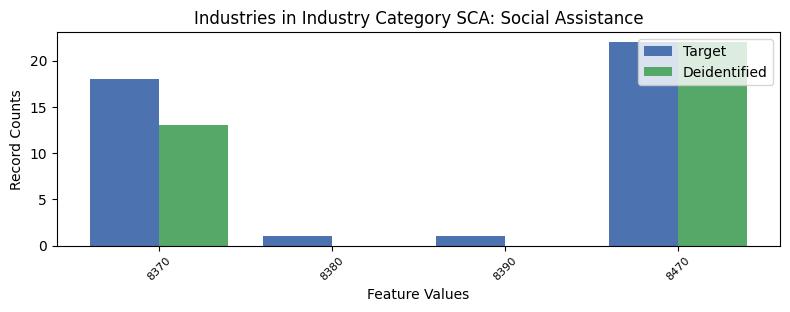 Industries in Industry Category SCA: Social Assistance
Target
Deidentified
Record Counts
20
15
10
5
0
8370
8380
8390
8470
Feature Values